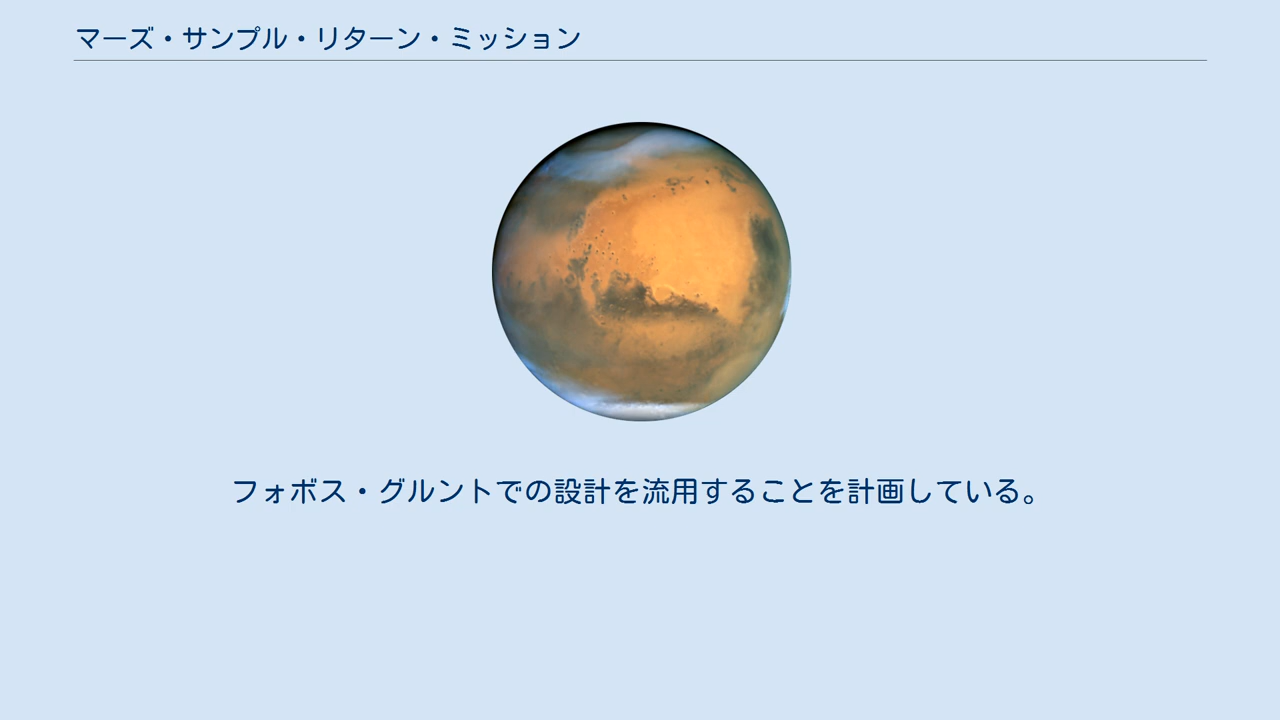 マーズ・サンプル・リターン・ミッション
フォボス・グルントでの設計を流用することを計画している。